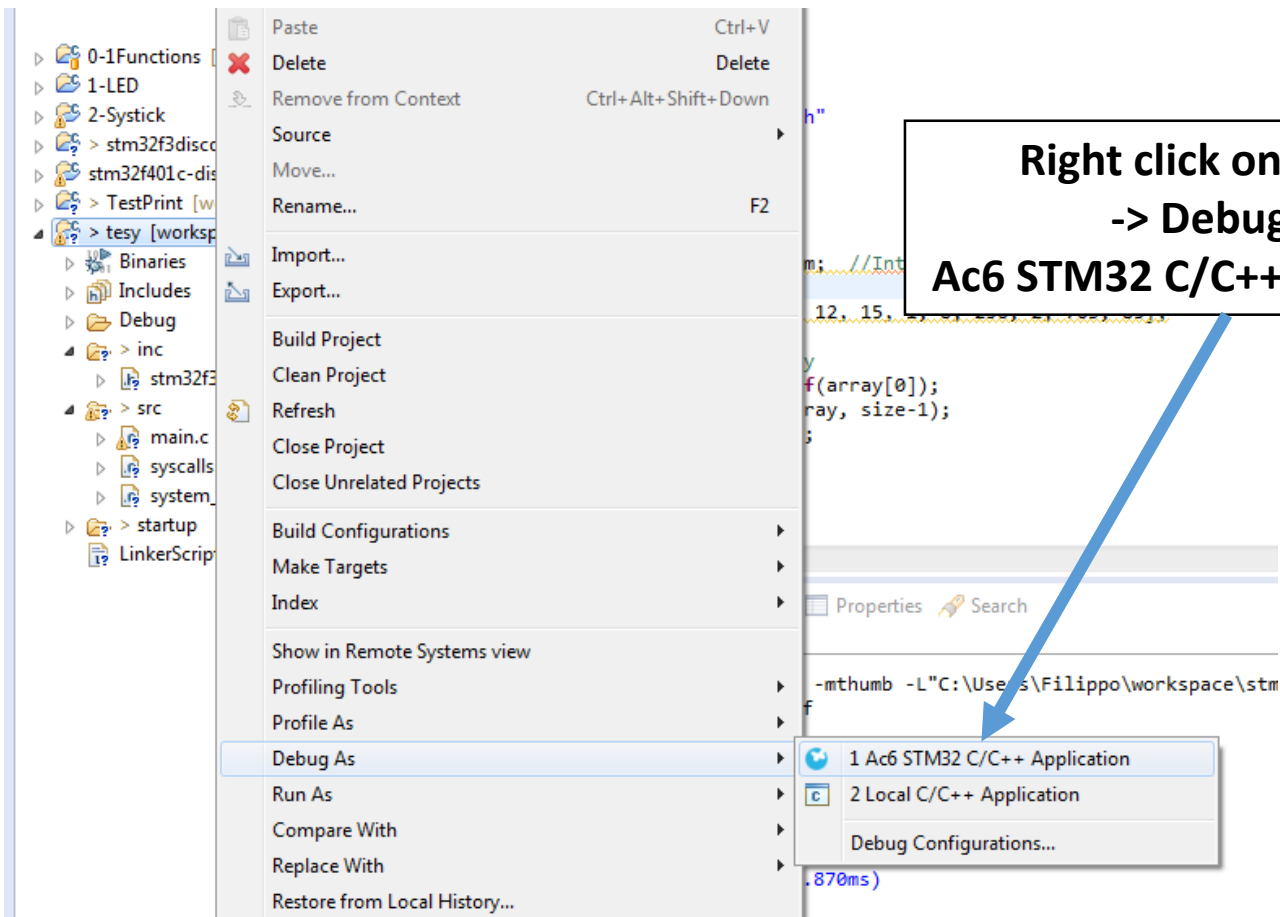 0-1Functions [
1-LED
2-Systick
> stm32f3disco
stm32f401c-dis
> TestPrint [w
> tesy [worksp
Binaries
Includes
Debug
> inc
stm32f3
> src
main.c
syscalls
system_
> startup
LinkerScrip
Paste Ctrl+V
Delete Delete
Remove from Context Ctrl+Alt+Shift+Down
Source
Move...
Rename... F2
Import...
Export...
Build Project
Clean Project
Refresh
Close Project
Close Unrelated Projects
Build Configurations
Make Targets
Index
Show in Remote Systems view
Profiling Tools
Profile As
Debug As
Run As
Compare With
Replace With
Restore from Local History...
1 Ac6 STM32 C/C++ Application
2 Local C/C++ Application
Debug Configurations...
h"
Right click on
-> Debug
Ac6 STM32 C/C++
m; //Int
12, 15,
y
f(array[0]);
ray, size-1);
;
Properties Search
-mthumb -L"C:\Users\Filippo\workspace\stm
f
.870ms)